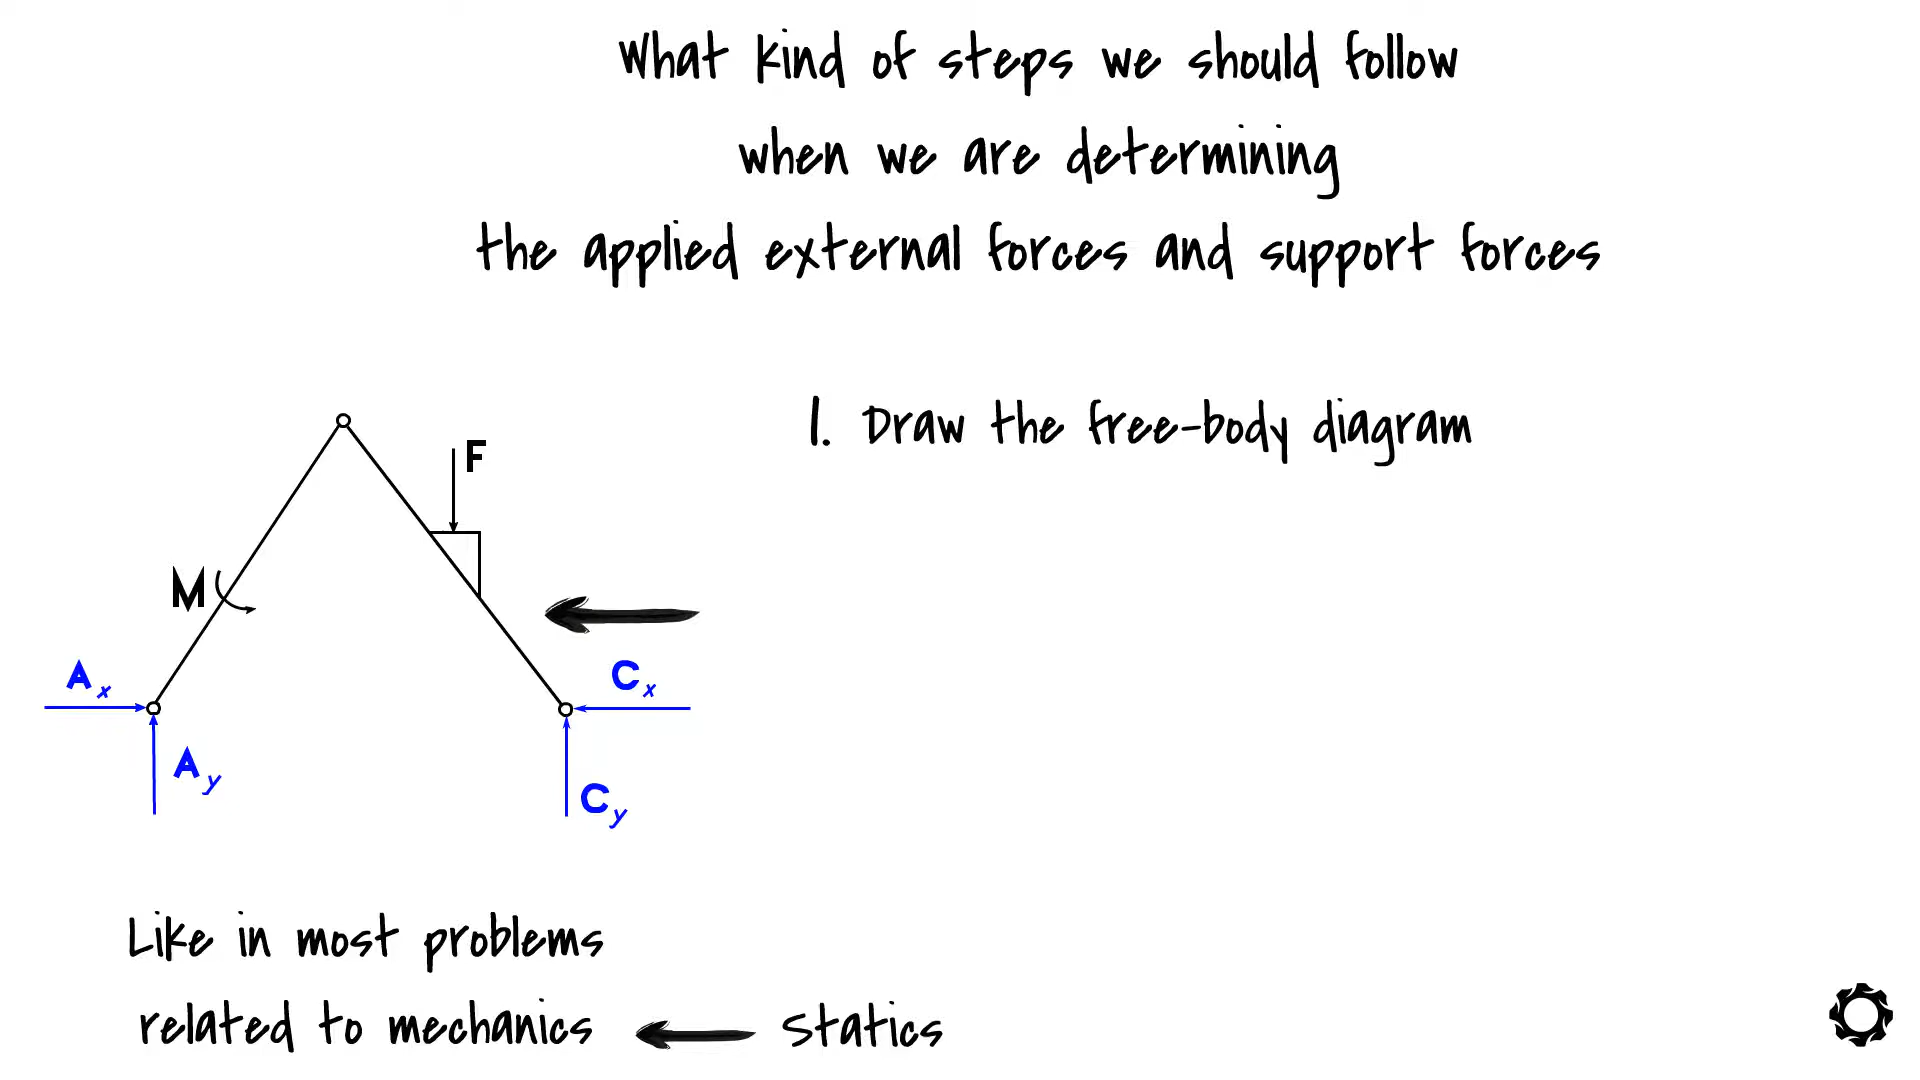 What kind of steps we should follow
when we are determining
the applied external forces and support forces
1. Draw the free-body diagram
F
M
Ax
Cx
Ay
Cy
Like in most problems
related to mechanics
Statics